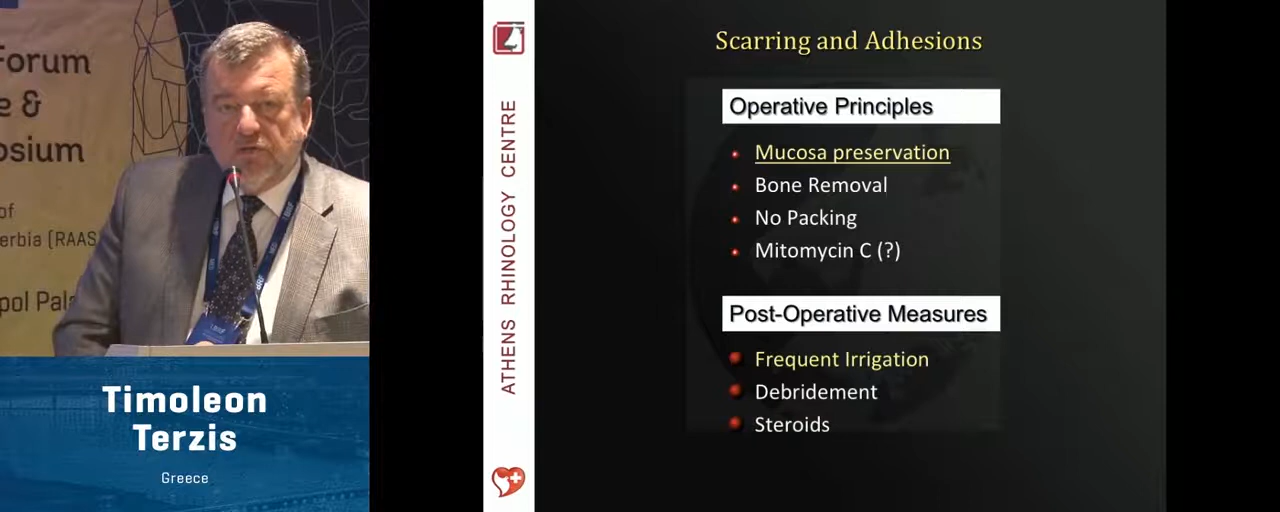 Forum
e &
osium
of
erbia (RAAS
pol Pala
Timoleon
Terzis
Greece
ATHENS RHINOLOGY CENTRE
Scarring and Adhesions
Operative Principles
Mucosa preservation
Bone Removal
No Packing
Mitomycin C (?)
Post-Operative Measures
Frequent Irrigation
Debridement
Steroids